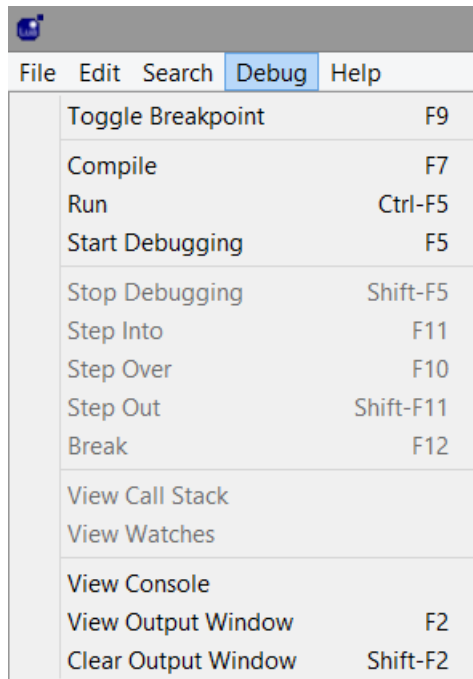 File Edit Search Debug Help
Toggle Breakpoint F9
Compile F7
Run Ctrl-F5
Start Debugging F5
Stop Debugging Shift-F5
Step Into F11
Step Over F10
Step Out Shift-F11
Break F12
View Call Stack
View Watches
View Console
View Output Window F2
Clear Output Window Shift-F2